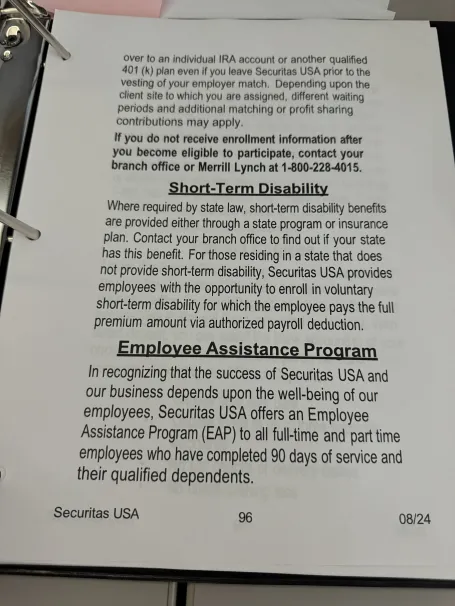 over to an individual IRA account or another qualified
401 (k) plan even if you leave Securitas USA prior to the
vesting of your employer match. Depending upon the
client site to which you are assigned, different waiting
periods and additional matching or profit sharing
contributions may apply.
If you do not receive enrollment information after
you become eligible to participate, contact your
branch office or Merrill Lynch at 1-800-228-4015.
Short-Term Disability
Where required by state law, short-term disability benefits
are provided either through a state program or insurance
plan. Contact your branch office to find out if your state
has this benefit. For those residing in a state that does
not provide short-term disability, Securitas USA provides
employees with the opportunity to enroll in voluntary
short-term disability for which the employee pays the full
premium amount via authorized payroll deduction.
Employee Assistance Program
In recognizing that the success of Securitas USA and
our business depends upon the well-being of our
employees, Securitas USA offers an Employee
Assistance Program (EAP) to all full-time and part time
employees who have completed 90 days of service and
their qualified dependents.
Securitas USA 96 08/24